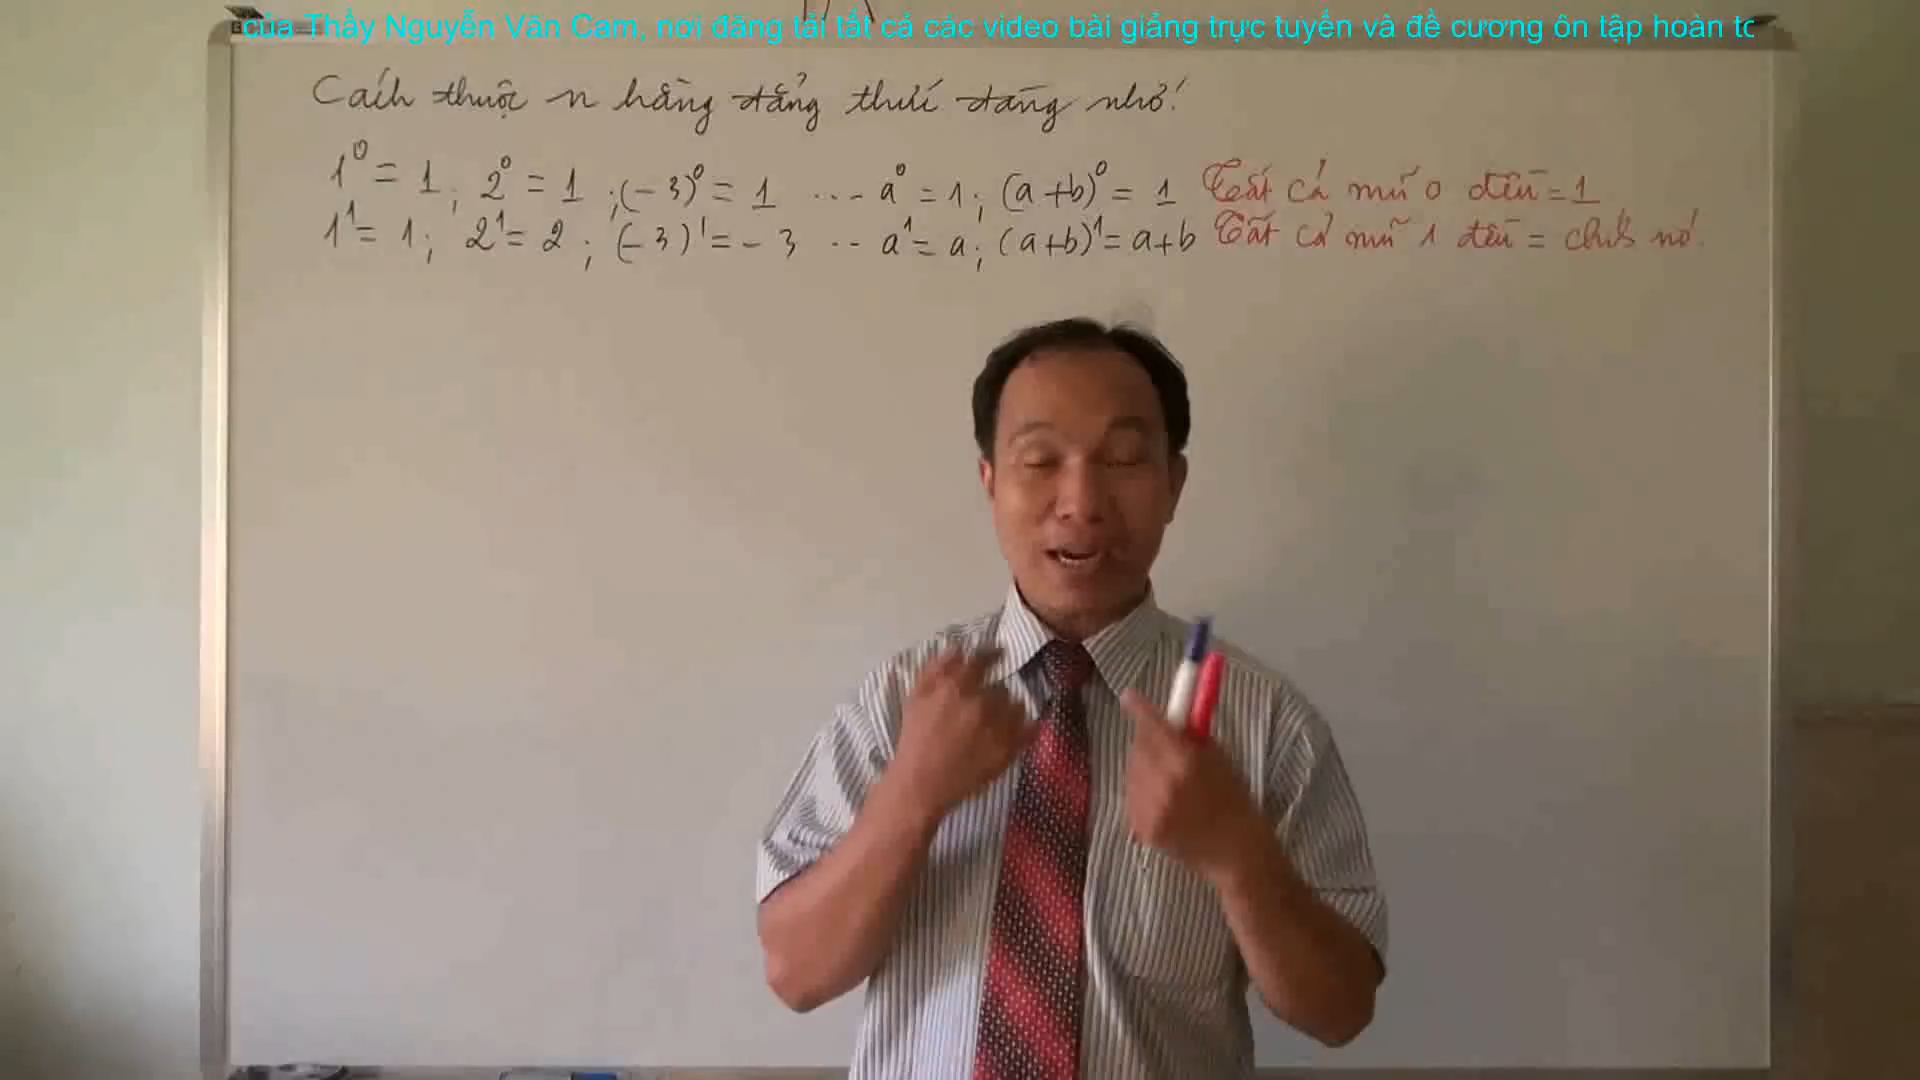 của Thầy Nguyễn Văn Cam, nơi đăng tải tất cả các video bài giảng trực tuyến và đề cương ôn tập hoàn to
Cách thuộc n hằng đẳng thức đáng nhớ!
1⁰ = 1 ; 2⁰ = 1 ; (-3)⁰ = 1 ... a⁰ = 1 ; (a+b)⁰ = 1 Tất cả mũ 0 đều = 1
1¹ = 1 ; 2¹ = 2 ; (-3)¹ = -3 .. a¹ = a ; (a+b)¹ = a+b Tất cả mũ 1 đều = chính nó.